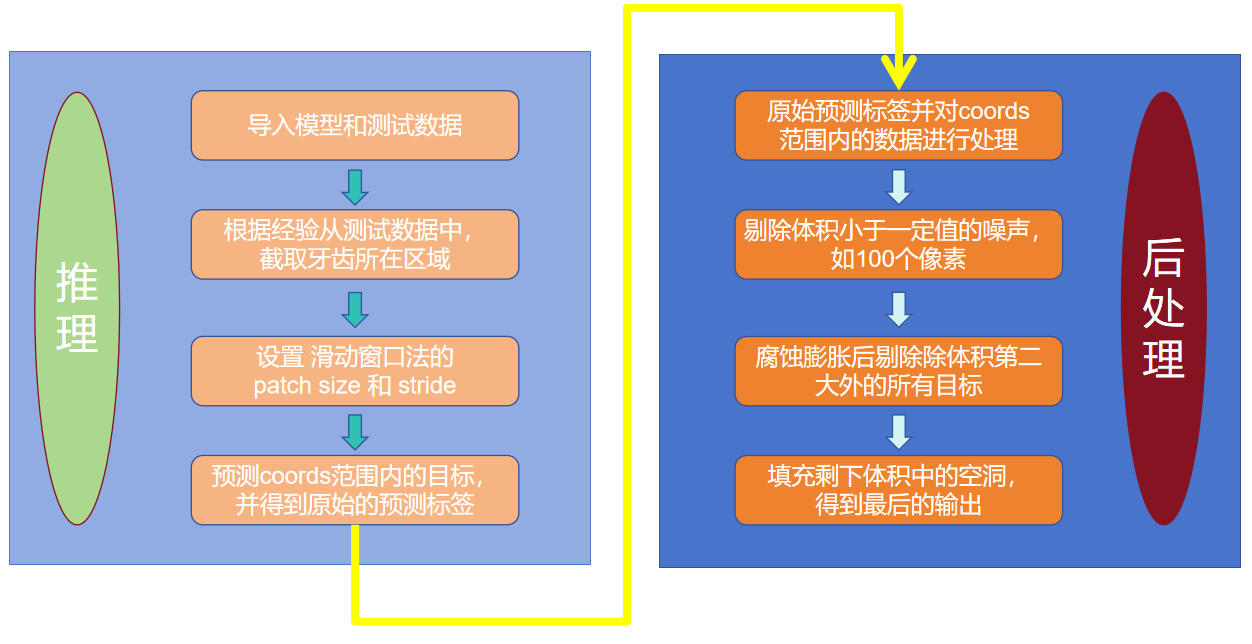 推
理
导入模型和测试数据
根据经验从测试数据中，
截取牙齿所在区域
设置 滑动窗口法的
patch size 和 stride
预测coords范围内的目标，
并得到原始的预测标签
原始预测标签并对coords
范围内的数据进行处理
剔除体积小于一定值的噪声，
如100个像素
腐蚀膨胀后剔除除体积第二
大外的所有目标
填充剩下体积中的空洞，
得到最后的输出
后
处
理